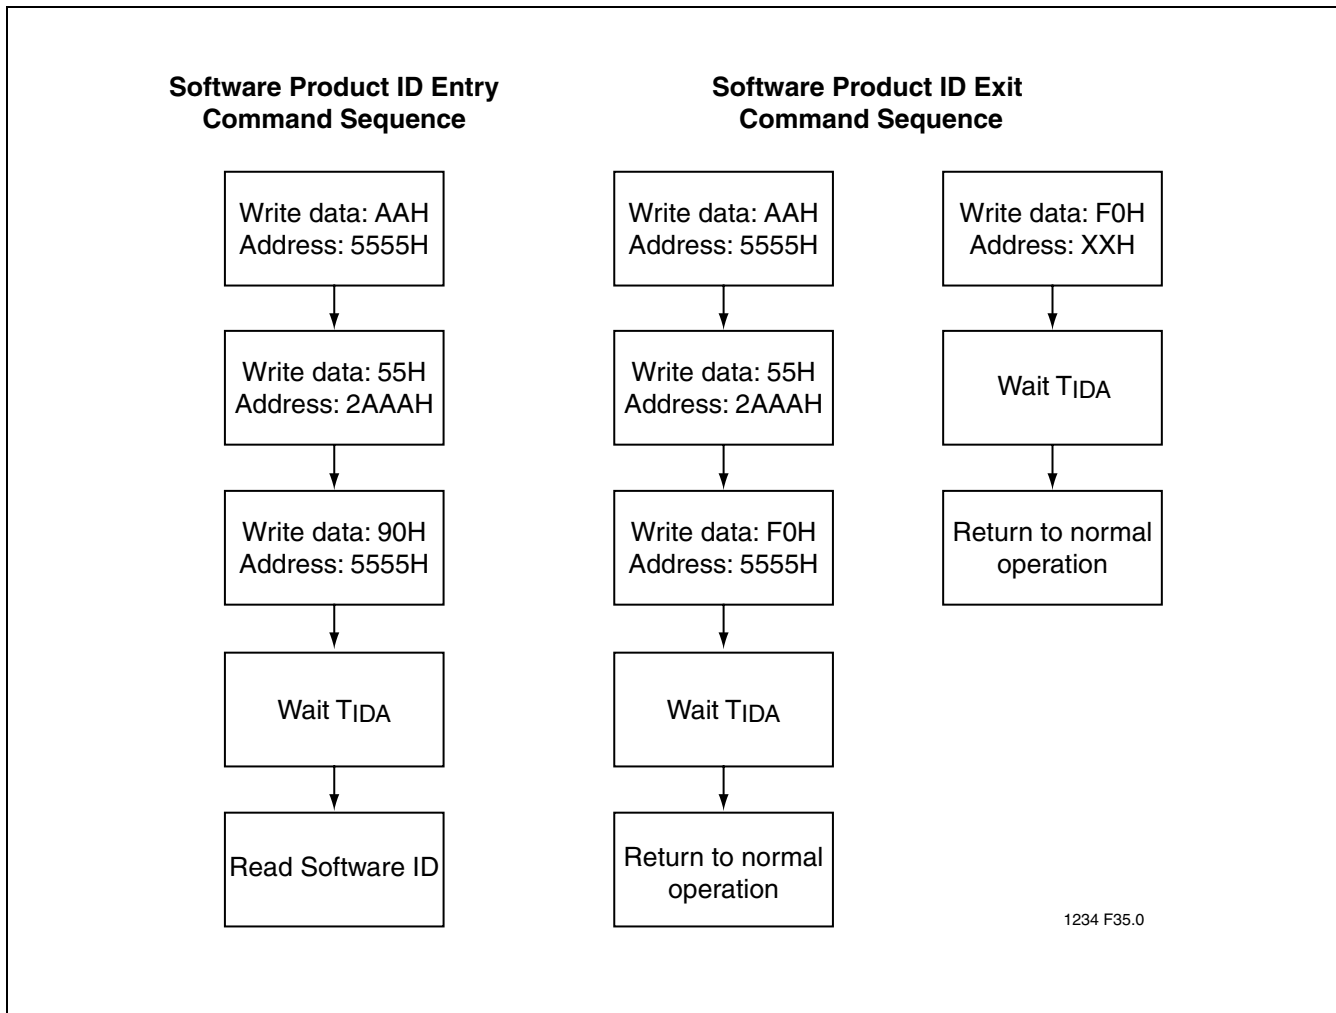 Software Product ID Entry
Command Sequence
Write data: AAH
Address: 5555H
Write data: 55H
Address: 2AAAH
Write data: 90H
Address: 5555H
Wait TIDA
Read Software ID
Software Product ID Exit
Command Sequence
Write data: AAH
Address: 5555H
Write data: 55H
Address: 2AAAH
Write data: F0H
Address: 5555H
Wait TIDA
Return to normal
operation
Write data: F0H
Address: XXH
Wait TIDA
Return to normal
operation
1234 F35.0